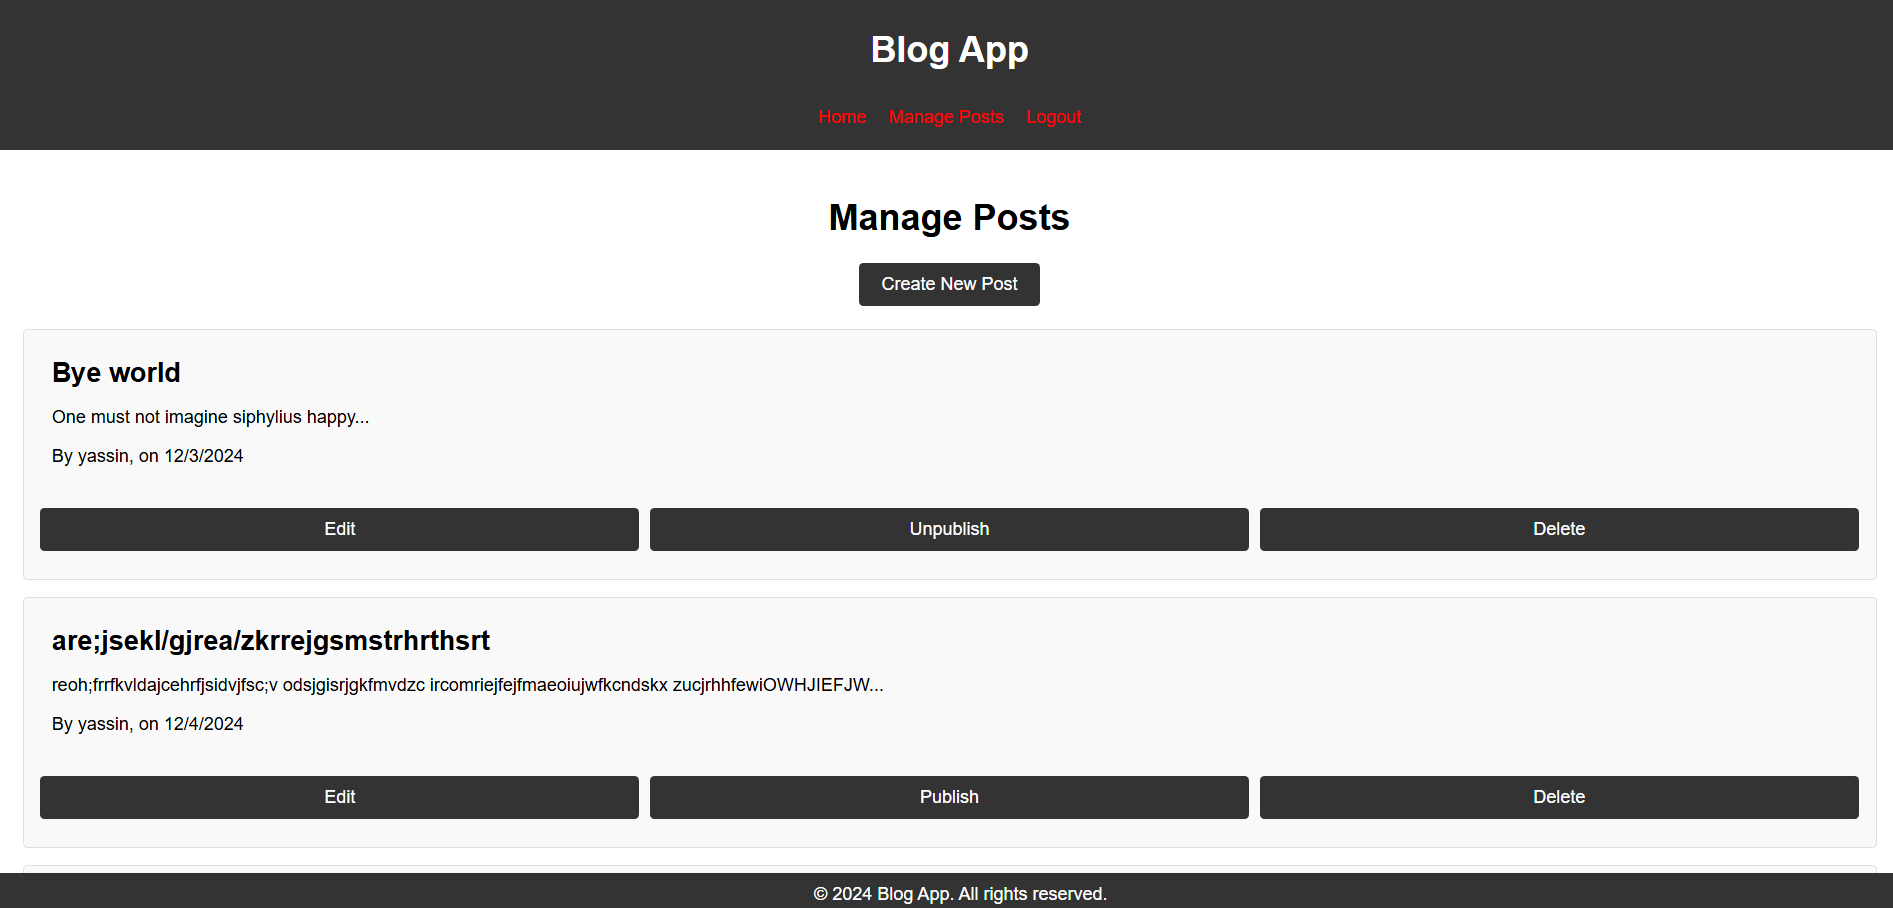 Blog App
Home Manage Posts Logout
Manage Posts
Create New Post
Bye world
One must not imagine siphylius happy...
By yassin, on 12/3/2024
Edit Unpublish Delete
are;jsekl/gjrea/zkrrejgsmstrhrthsrt
reoh;frrfkvldajcehrfjsidvjfsc;v odsjgisrjgkfmvdzc ircomriejfejfmaeoiujwfkcndskx zucjrhhfewiOWHJIEFJW...
By yassin, on 12/4/2024
Edit Publish Delete
© 2024 Blog App. All rights reserved.